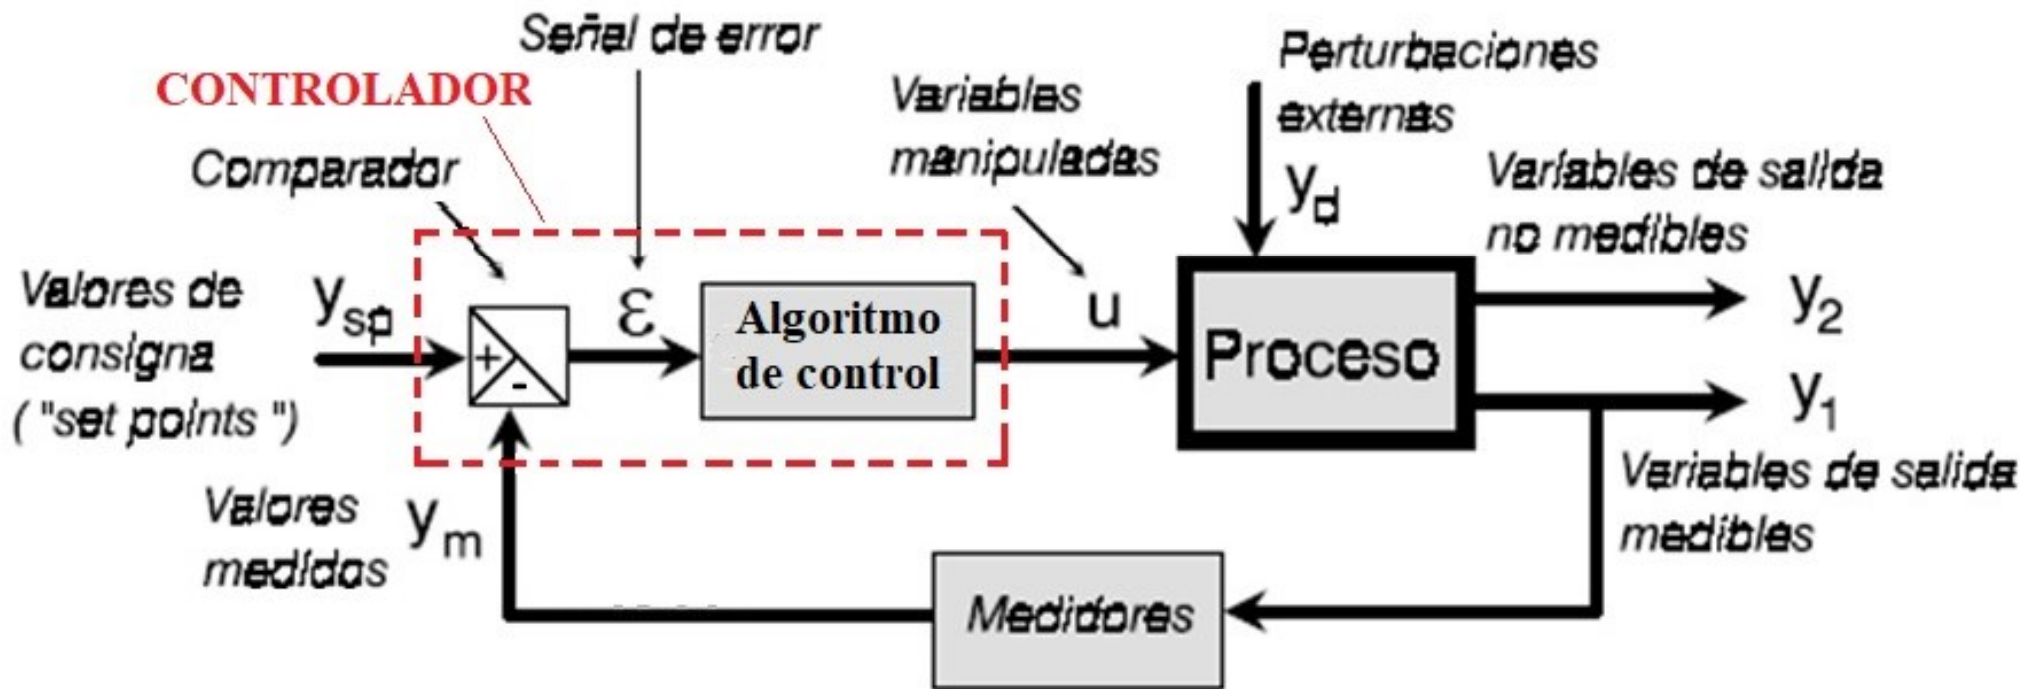 Señal de error
CONTROLADOR
Comparador
Variables
manipuladas
Perturbaciones
externas
y_d
Variables de salida
no medibles
Valores de
consigna
( "set points ")
y_sp
+
-
ε
Algoritmo
de control
u
Proceso
y_2
y_1
Variables de salida
medibles
Valores
medidos
y_m
Medidores